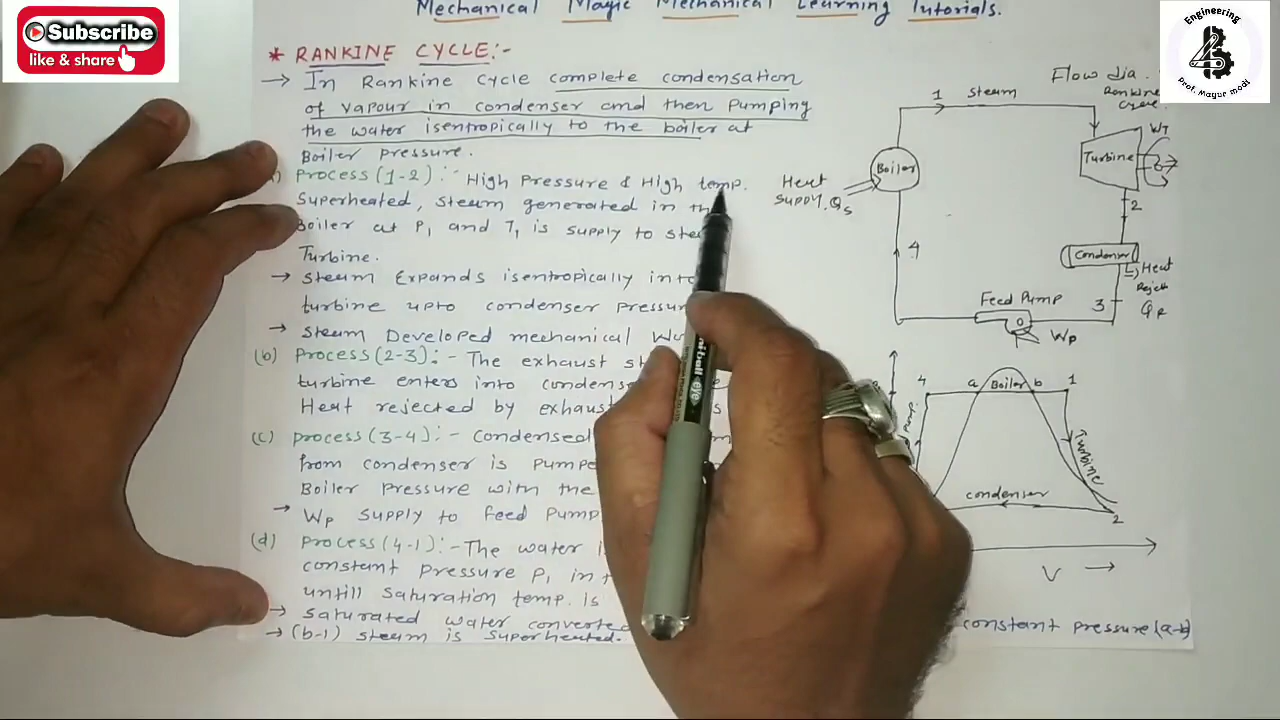 Mechanical Magic Mechanical Learning Tutorials.
Subscribe
like & share
Engineering
Prof. Mayur modi
* RANKINE CYCLE:-
→ In Rankine cycle complete condensation
of vapour in condenser and then pumping
the water isentropically to the boiler at
Boiler pressure.
Process (1-2) :- High Pressure & High temp.
Superheated, steam generated in th
Boiler at P1 and T1 is supply to ste
Turbine.
→ steam Expands isentropically in
turbine upto condenser pressur
→ steam Developed mechanical W
(b) Process (2-3) :- The exhaust s
turbine enters into condens
Heat rejected by exhaus
(c) process (3-4) :- Condensed
from condenser is pumpe
Boiler pressure with the
→ Wp supply to feed pump
(d) Process (4-1) :- The water i
constant pressure P1 in t
untill saturation temp. is
→ saturated water converted constant pressure (a-b)
→ (b-1) steam is superheated.
Flow dia.
Rankine
1 steam
Boiler
Turbine
WT
Heat
supply, Qs
2
Condenser
Heat
Reject
QR
4
3
Feed Pump
Wp
4 a Boiler b 1
Pump
Turbine
condenser
2
V →